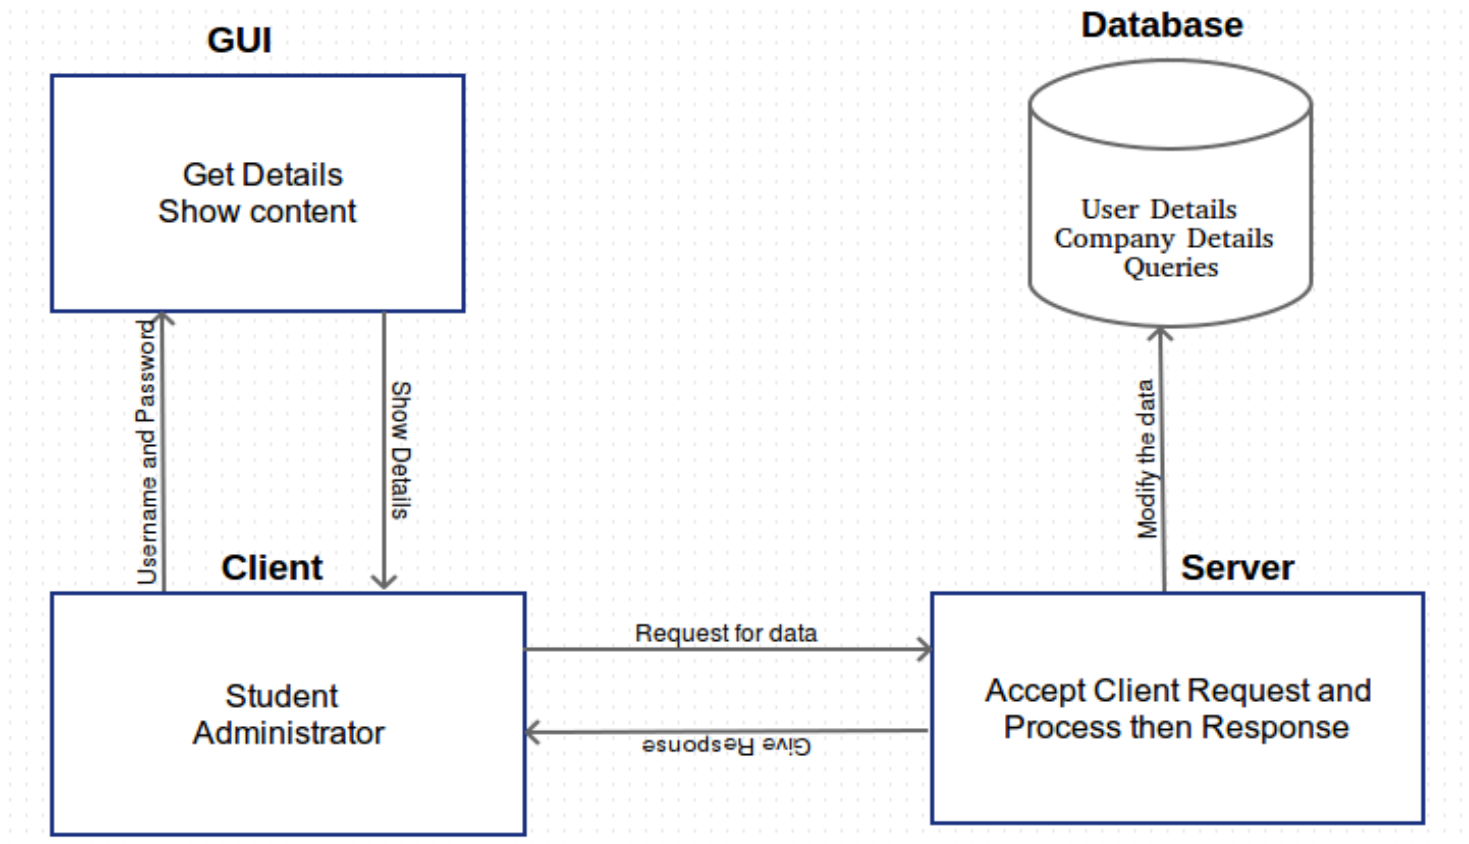 GUI
Get Details
Show content
Database
User Details
Company Details
Queries
Username and Password
Show Details
Modify the data
Client
Student
Administrator
Request for data
Give Response
Server
Accept Client Request and
Process then Response